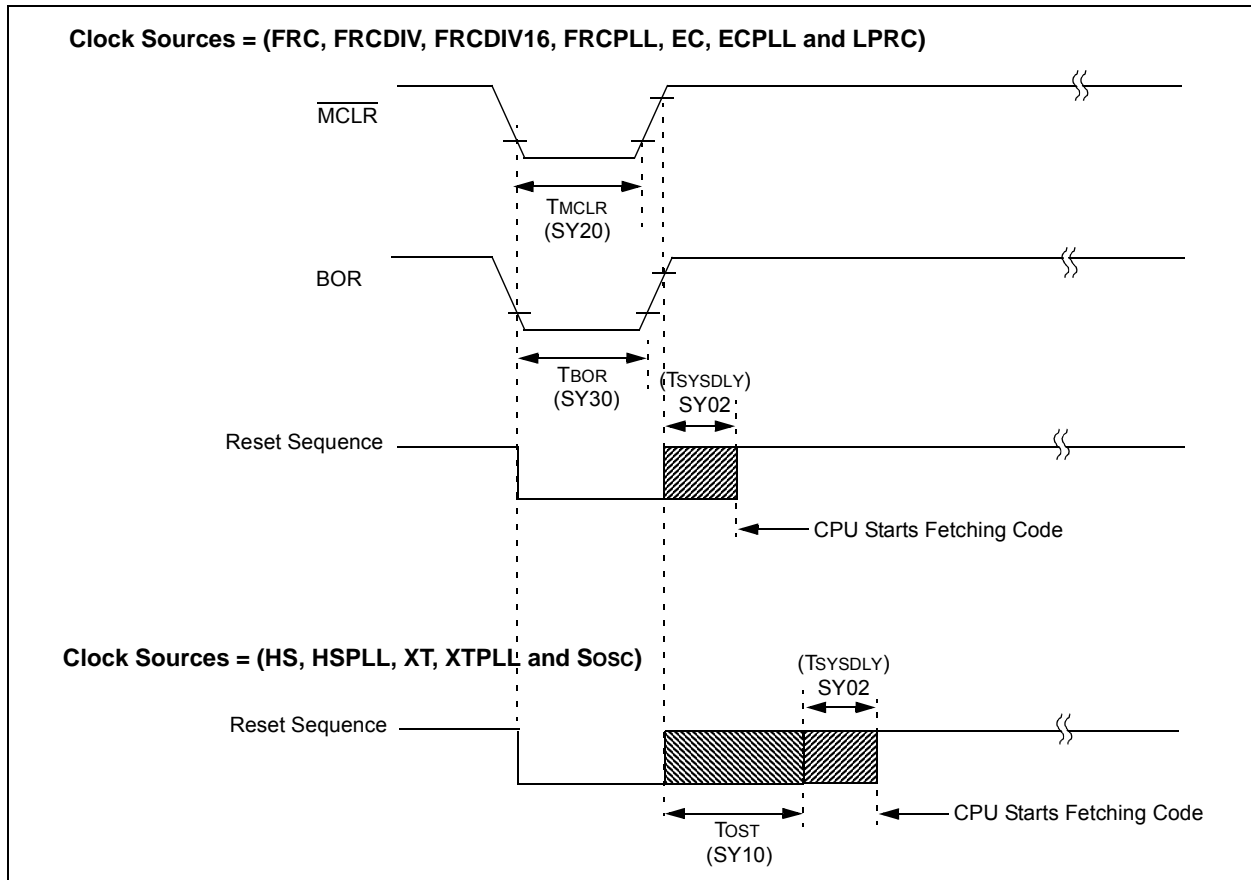 Clock Sources = (FRC, FRCDIV, FRCDIV16, FRCPLL, EC, ECPLL and LPRC)
MCLR
TMCLR
(SY20)
BOR
TBOR
(SY30)
(TSYSDLY)
SY02
Reset Sequence
CPU Starts Fetching Code
Clock Sources = (HS, HSPLL, XT, XTPLL and SOSC)
(TSYSDLY)
SY02
Reset Sequence
CPU Starts Fetching Code
TOST
(SY10)